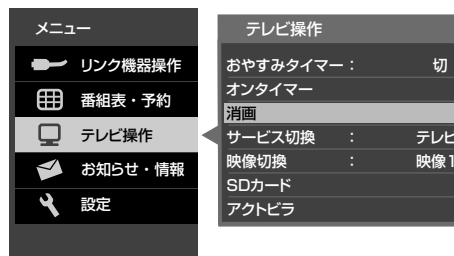 メニュー
リンク機器操作
番組表・予約
テレビ操作
お知らせ・情報
設定
テレビ操作
おやすみタイマー： 切
オンタイマー
消画
サービス切換 ： テレビ
映像切換 ： 映像1
SDカード
アクトビラ